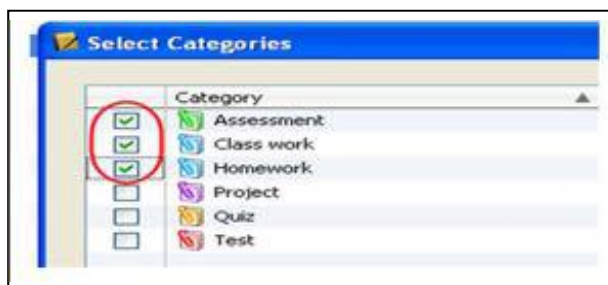 Select Categories
Category
Assessment
Class work
Homework
Project
Quiz
Test